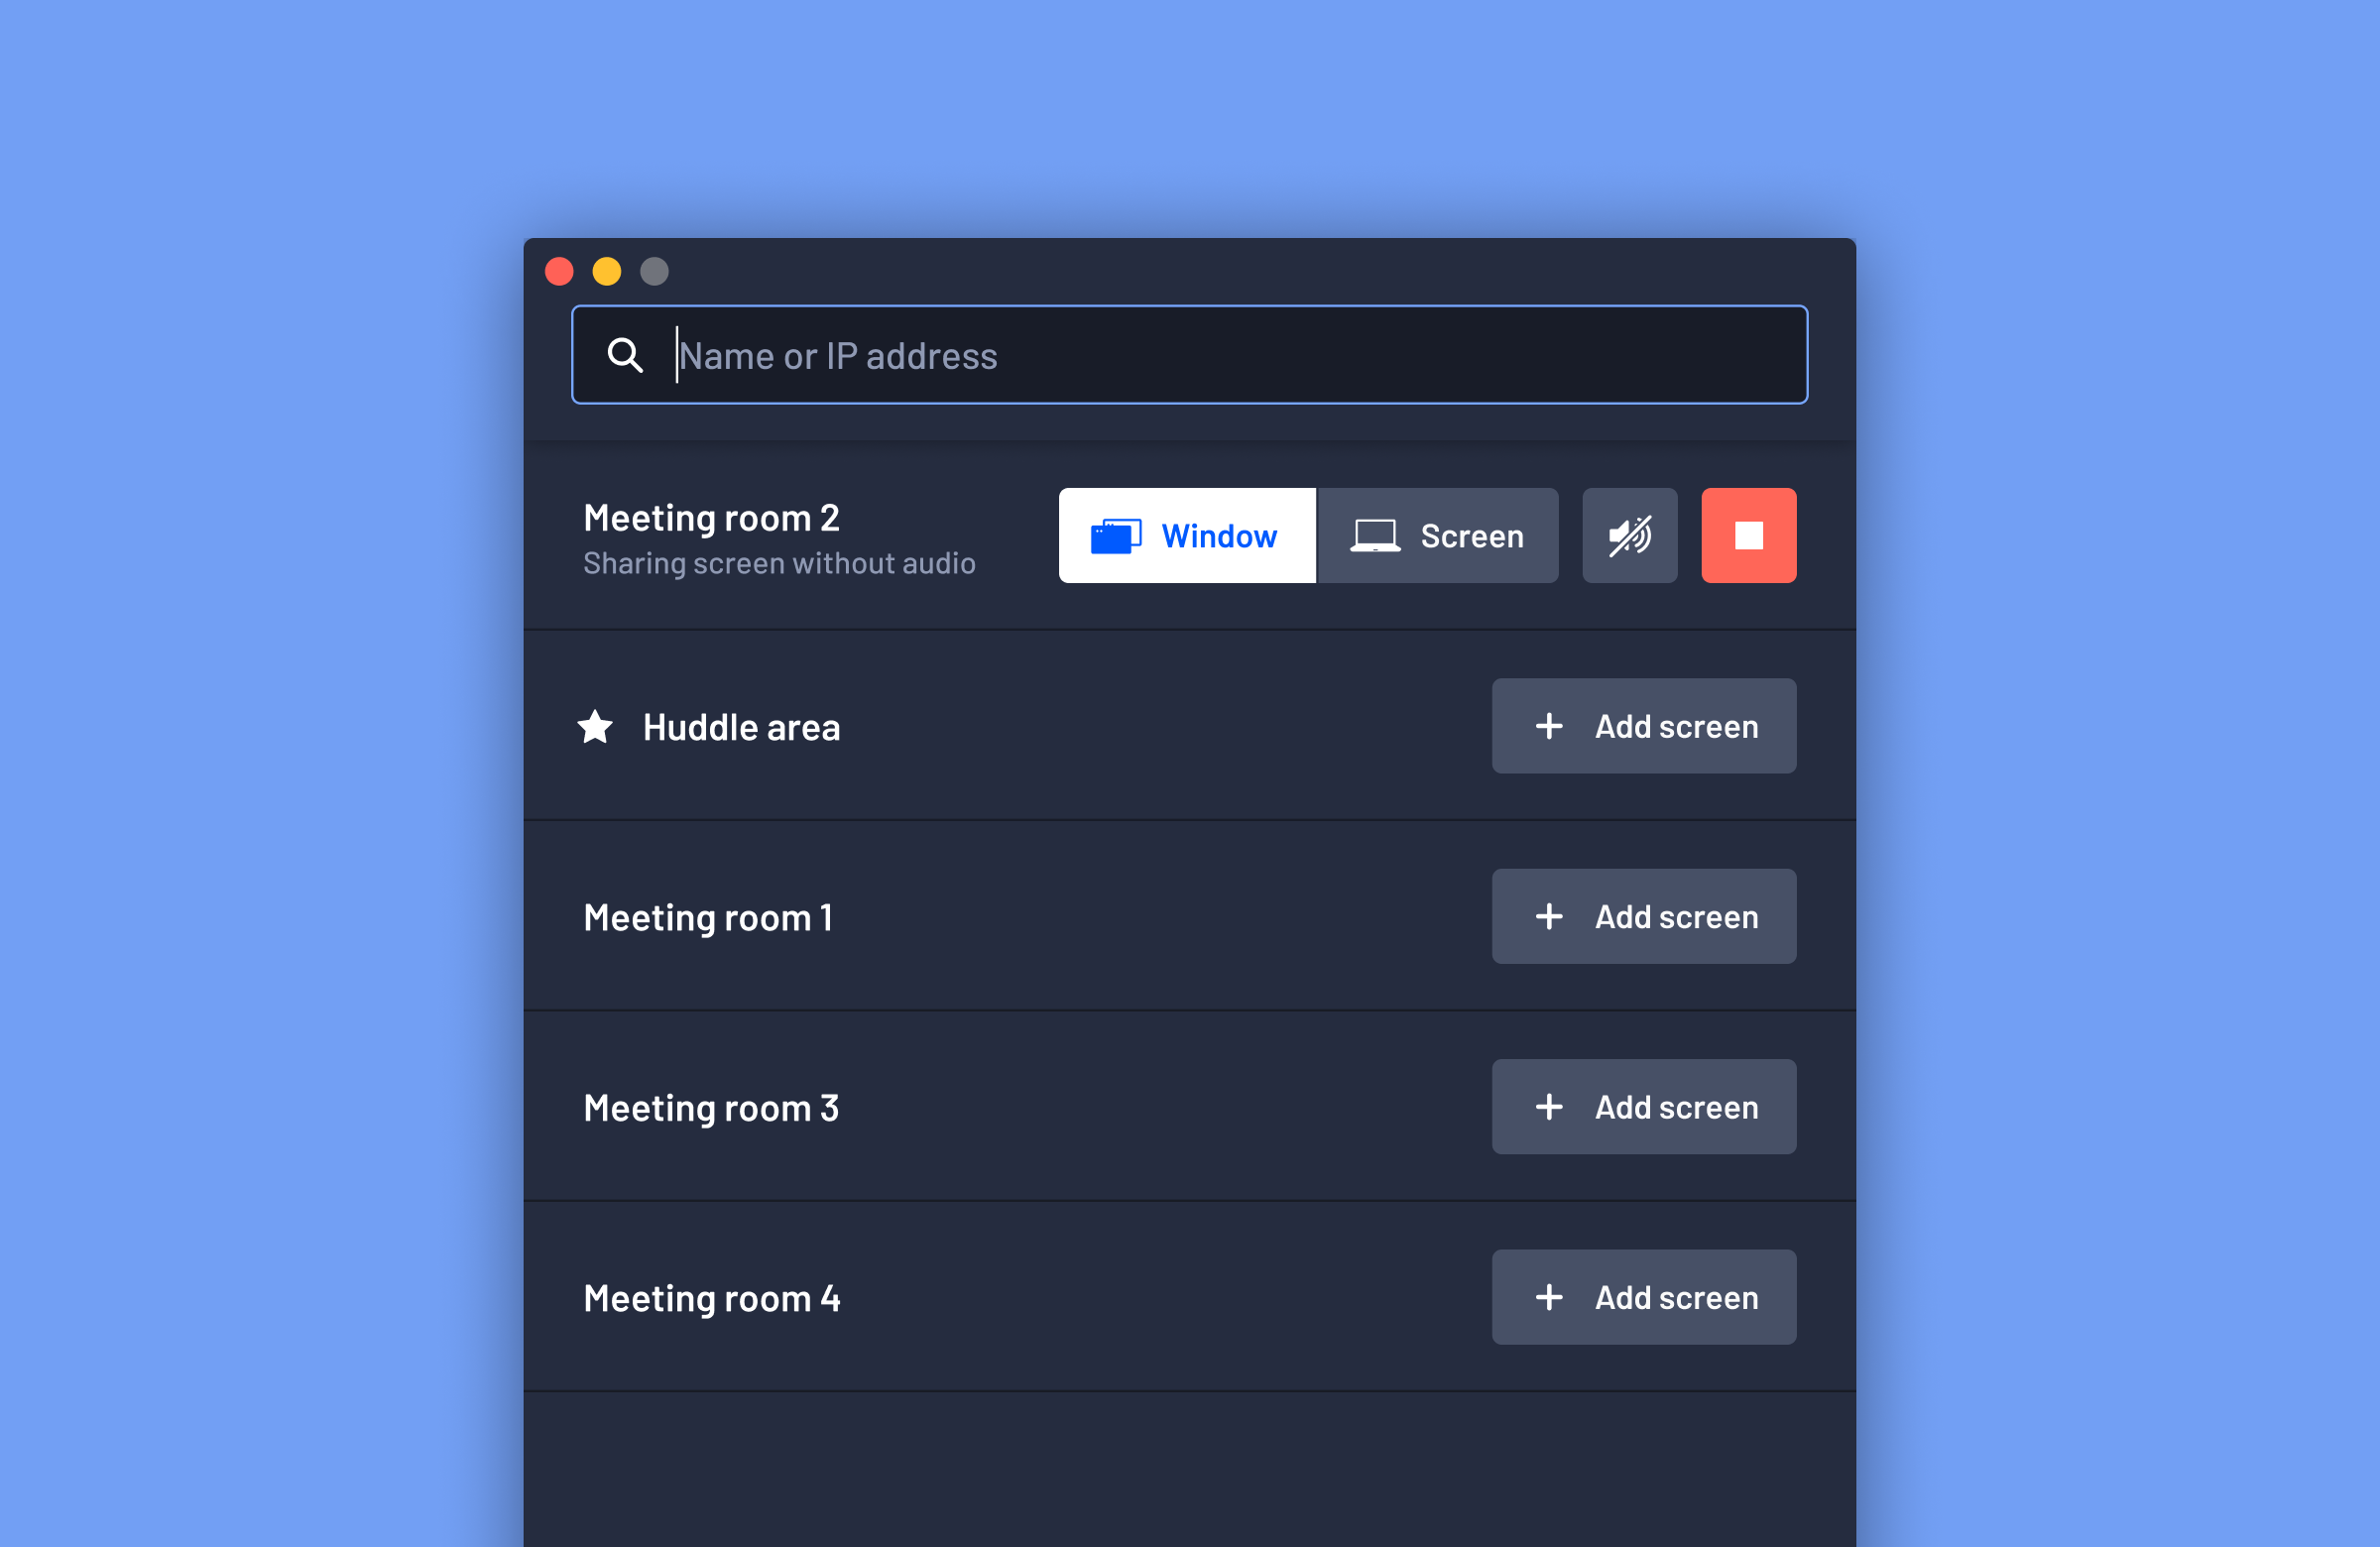 Name or IP address
Meeting room 2
Sharing screen without audio
Window
Screen
Huddle area
Add screen
Meeting room 1
Add screen
Meeting room 3
Add screen
Meeting room 4
Add screen